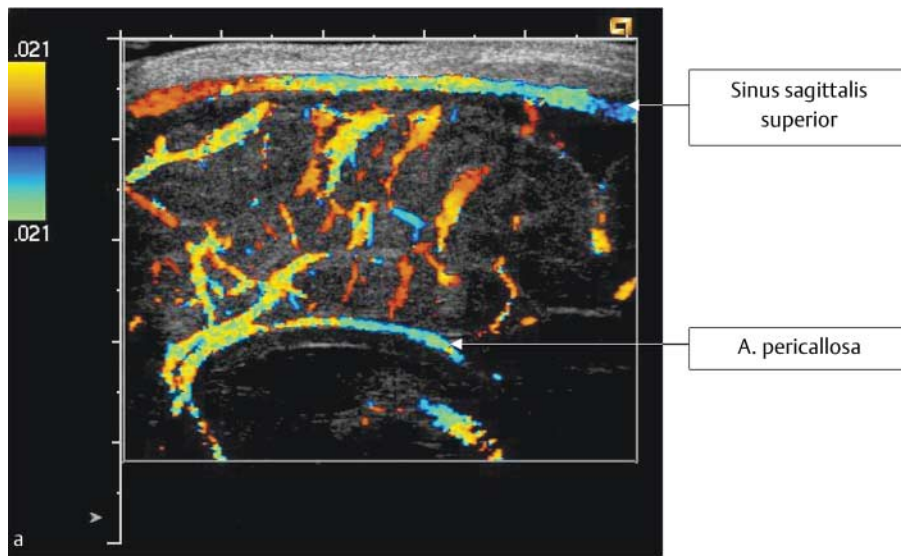 .021
.021
Sinus sagittalis
superior
A. pericallosa
a